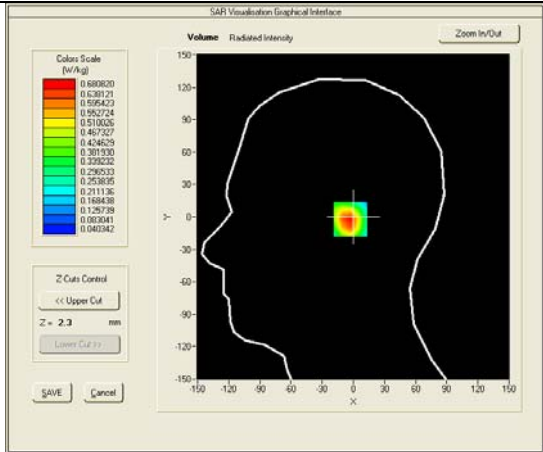 SAR Visualisation Graphical Interface
Volume Radiated Intensity
Zoom In/Out
Colors Scale
(W/kg)
0.680820
0.638121
0.595423
0.552724
0.510026
0.467327
0.424629
0.381930
0.339232
0.296533
0.253835
0.211136
0.168438
0.125739
0.083041
0.040342
Z Cuts Control
<< Upper Cut
Z = 2.3 mm
Lower Cut >>
SAVE Cancel
150
120
90
60
30
0
-30
-60
-90
-120
-150
Y
-150 -120 -90 -60 -30 0 30 60 90 120 150
X